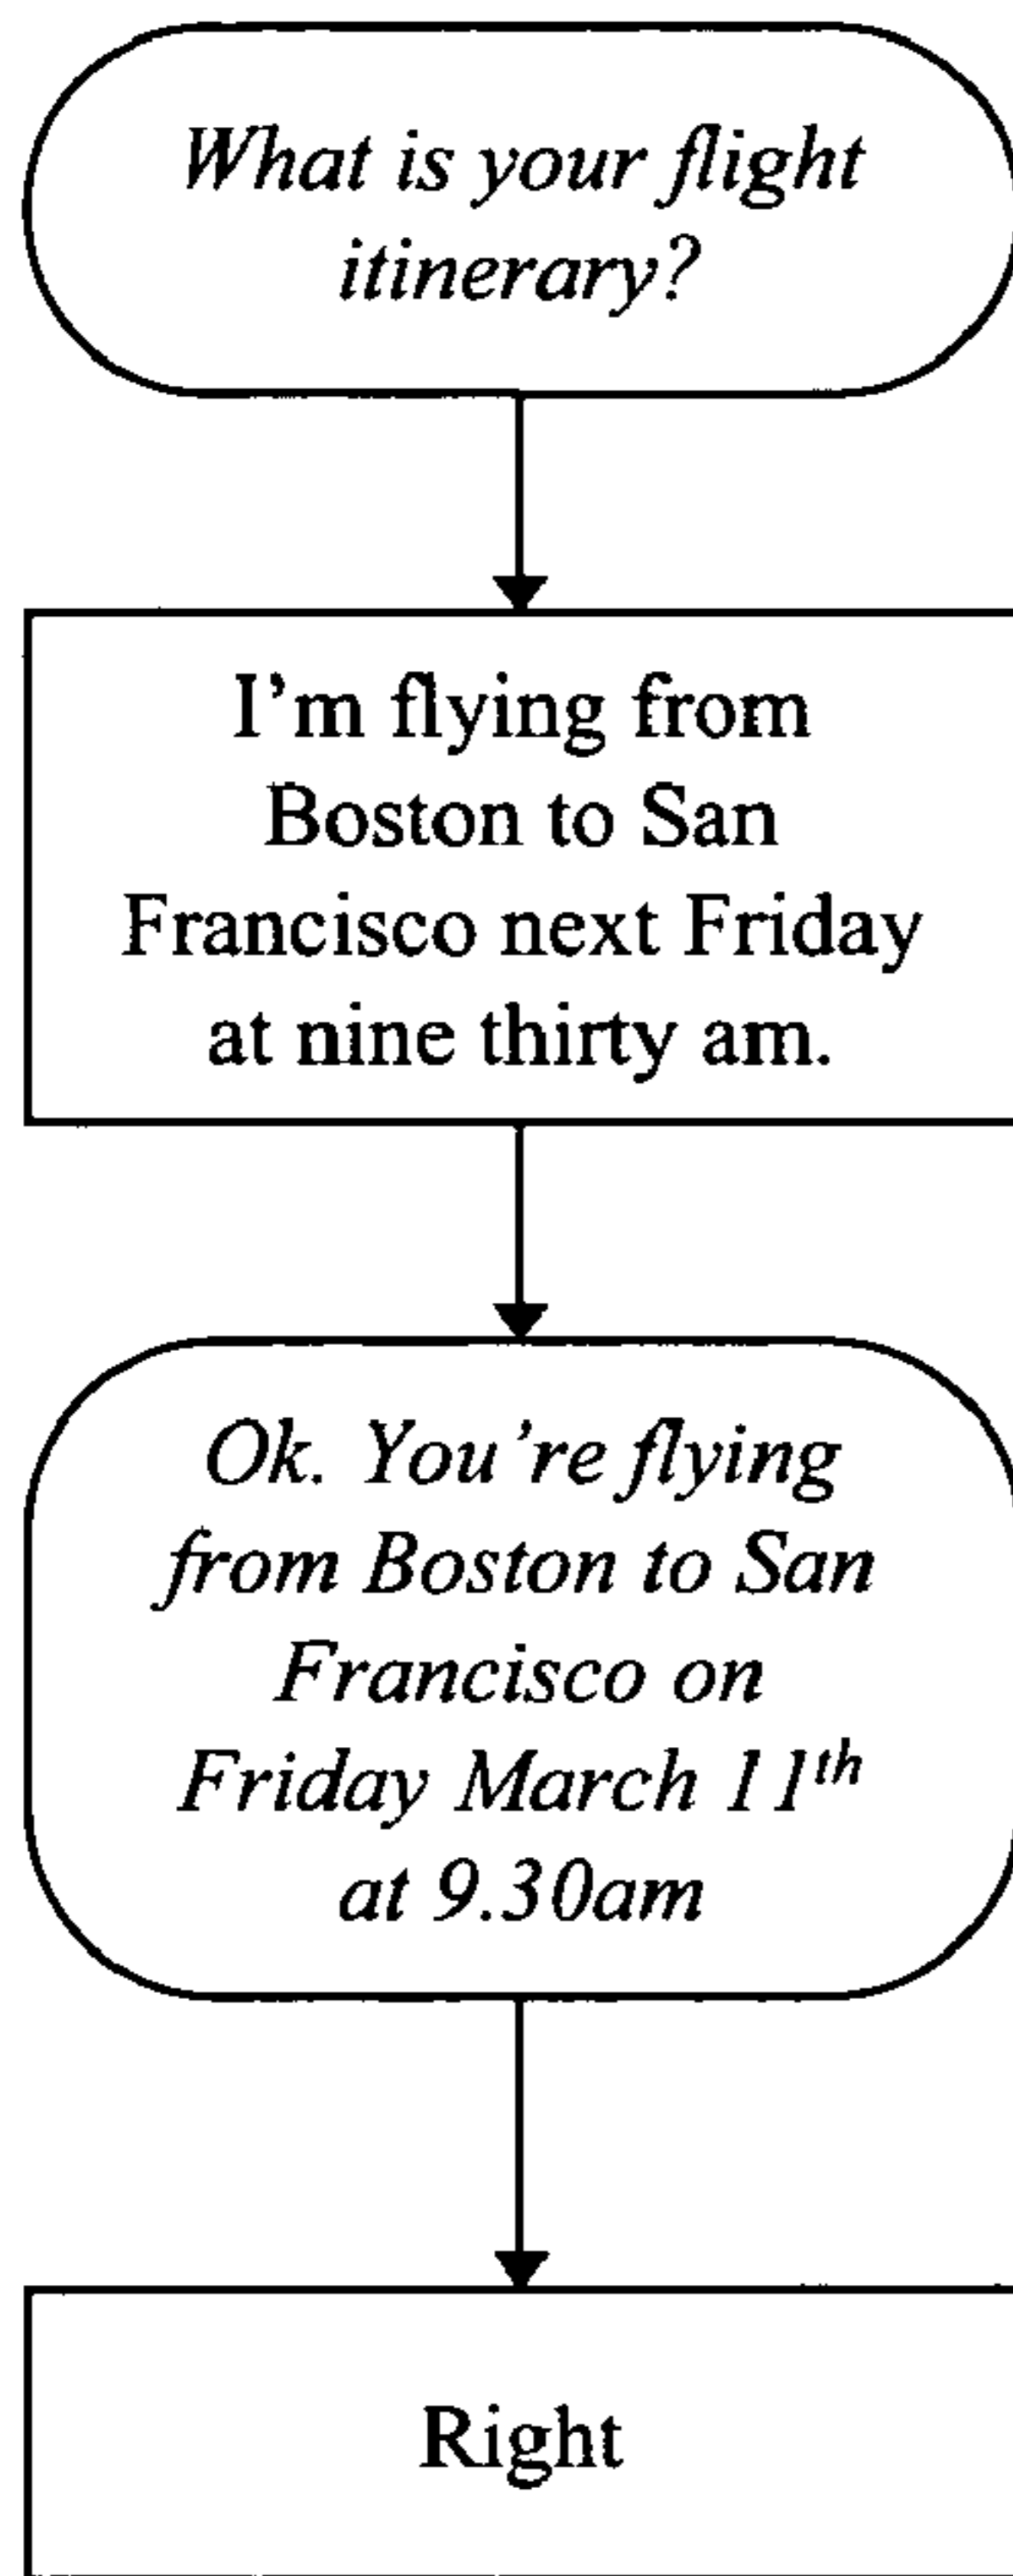 What is your flight
itinerary?
I'm flying from
Boston to San
Francisco next Friday
at nine thirty am.
Ok. You're flying
from Boston to San
Francisco on
Friday March 11th
at 9.30am
Right